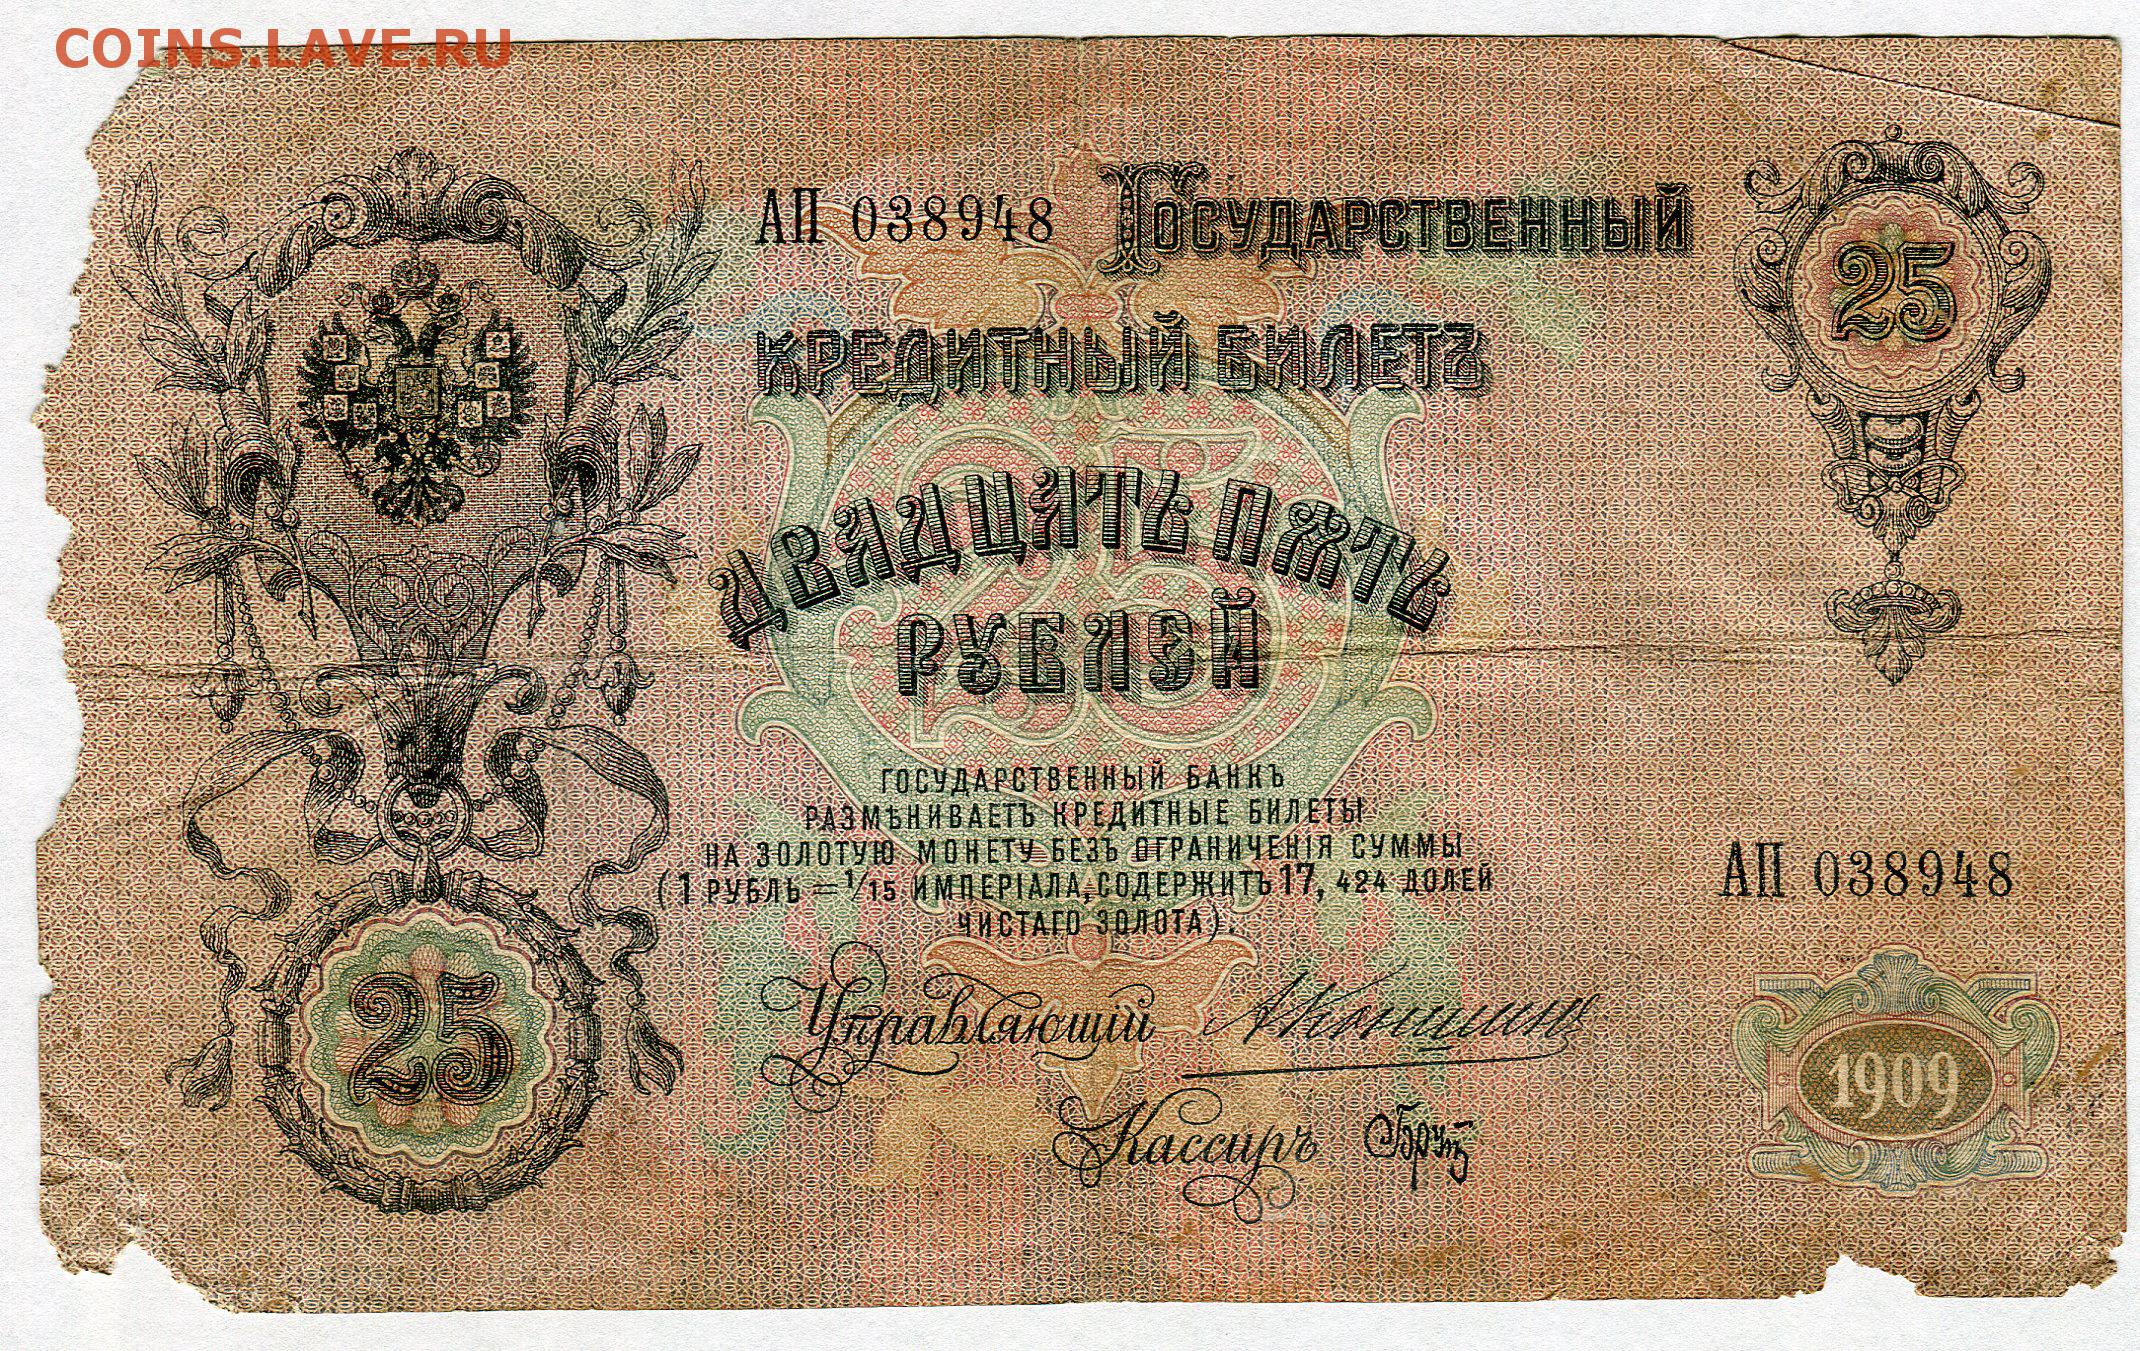 COINS.LAVE.RU
АП 038948 Государственный
25
Кредитный Билетъ
Двадцать Пять
Рублей
Государственный Банкъ
размѣниваетъ кредитные билеты
на золотую монету безъ ограниченія суммы
(1 рубль = 1/15 имперіала, содержитъ 17, 424 долей
чистаго золота).
АП 038948
25
Управляющій
А Коншинъ
1909
Кассиръ